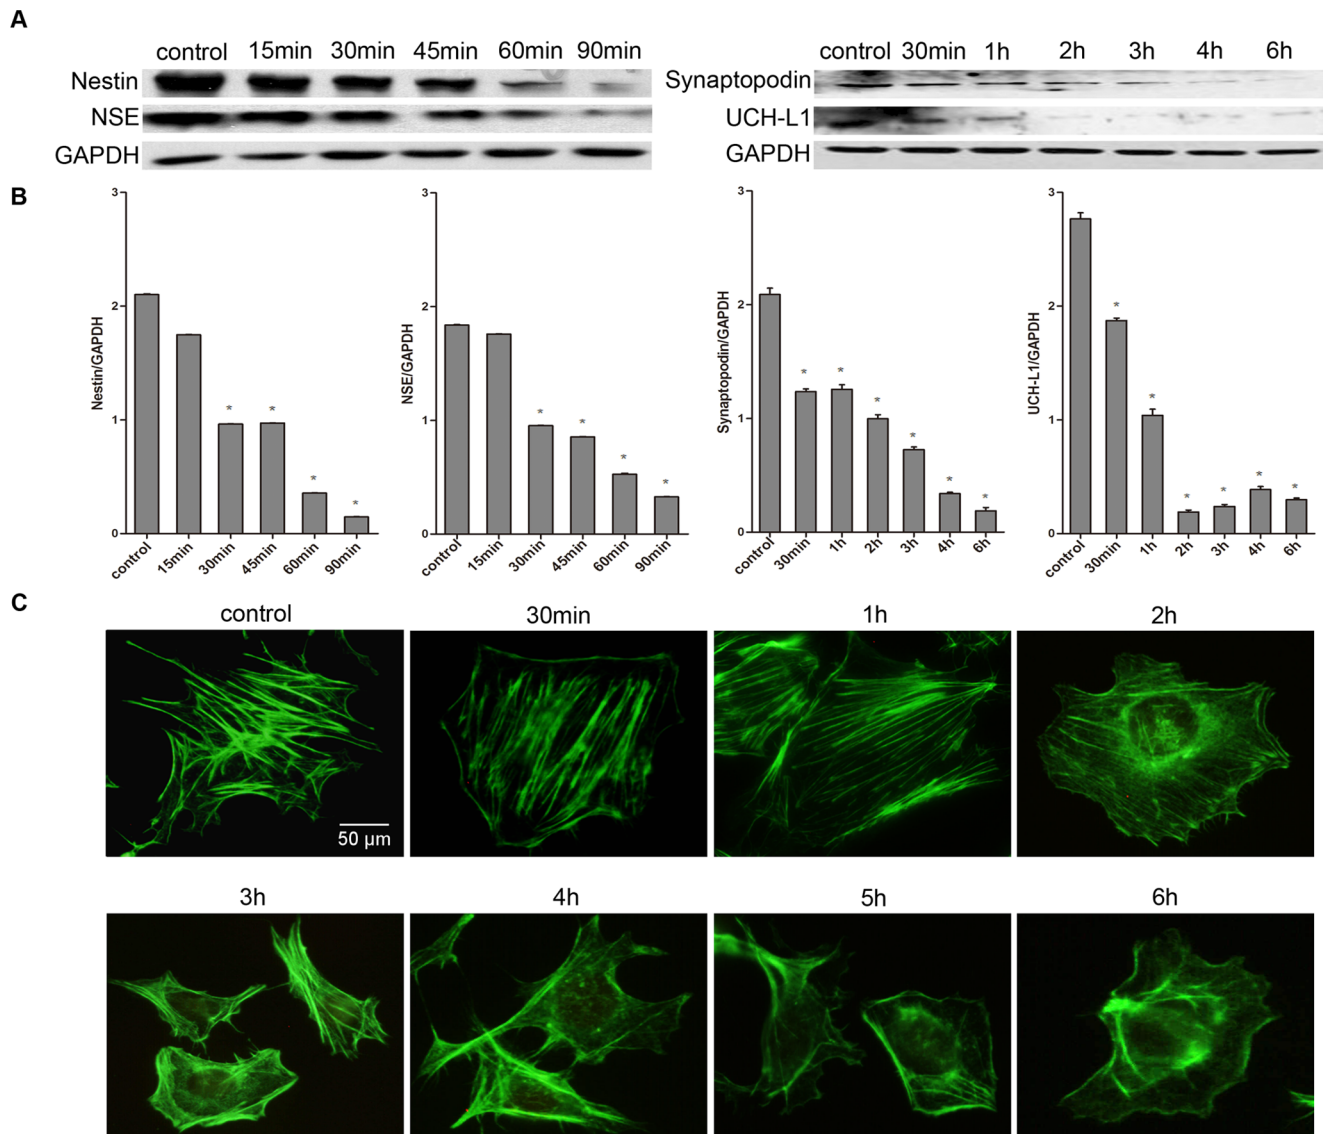 A
control 15min 30min 45min 60min 90min
Nestin
NSE
GAPDH
control 30min 1h 2h 3h 4h 6h
Synaptopodin
UCH-L1
GAPDH
B
3
2
1
0
Nestin/GAPDH
* * * *
control 15min 30min 45min 60min 90min
3
2
1
0
NSE/GAPDH
* * * *
control 15min 30min 45min 60min 90min
3
2
1
0
Synaptopodin/GAPDH
* * * * * *
control 30min 1h 2h 3h 4h 6h
3
2
1
0
UCH-L1/GAPDH
* * * * * *
control 30min 1h 2h 3h 4h 6h
C
control 30min 1h 2h
50 μm
3h 4h 5h 6h